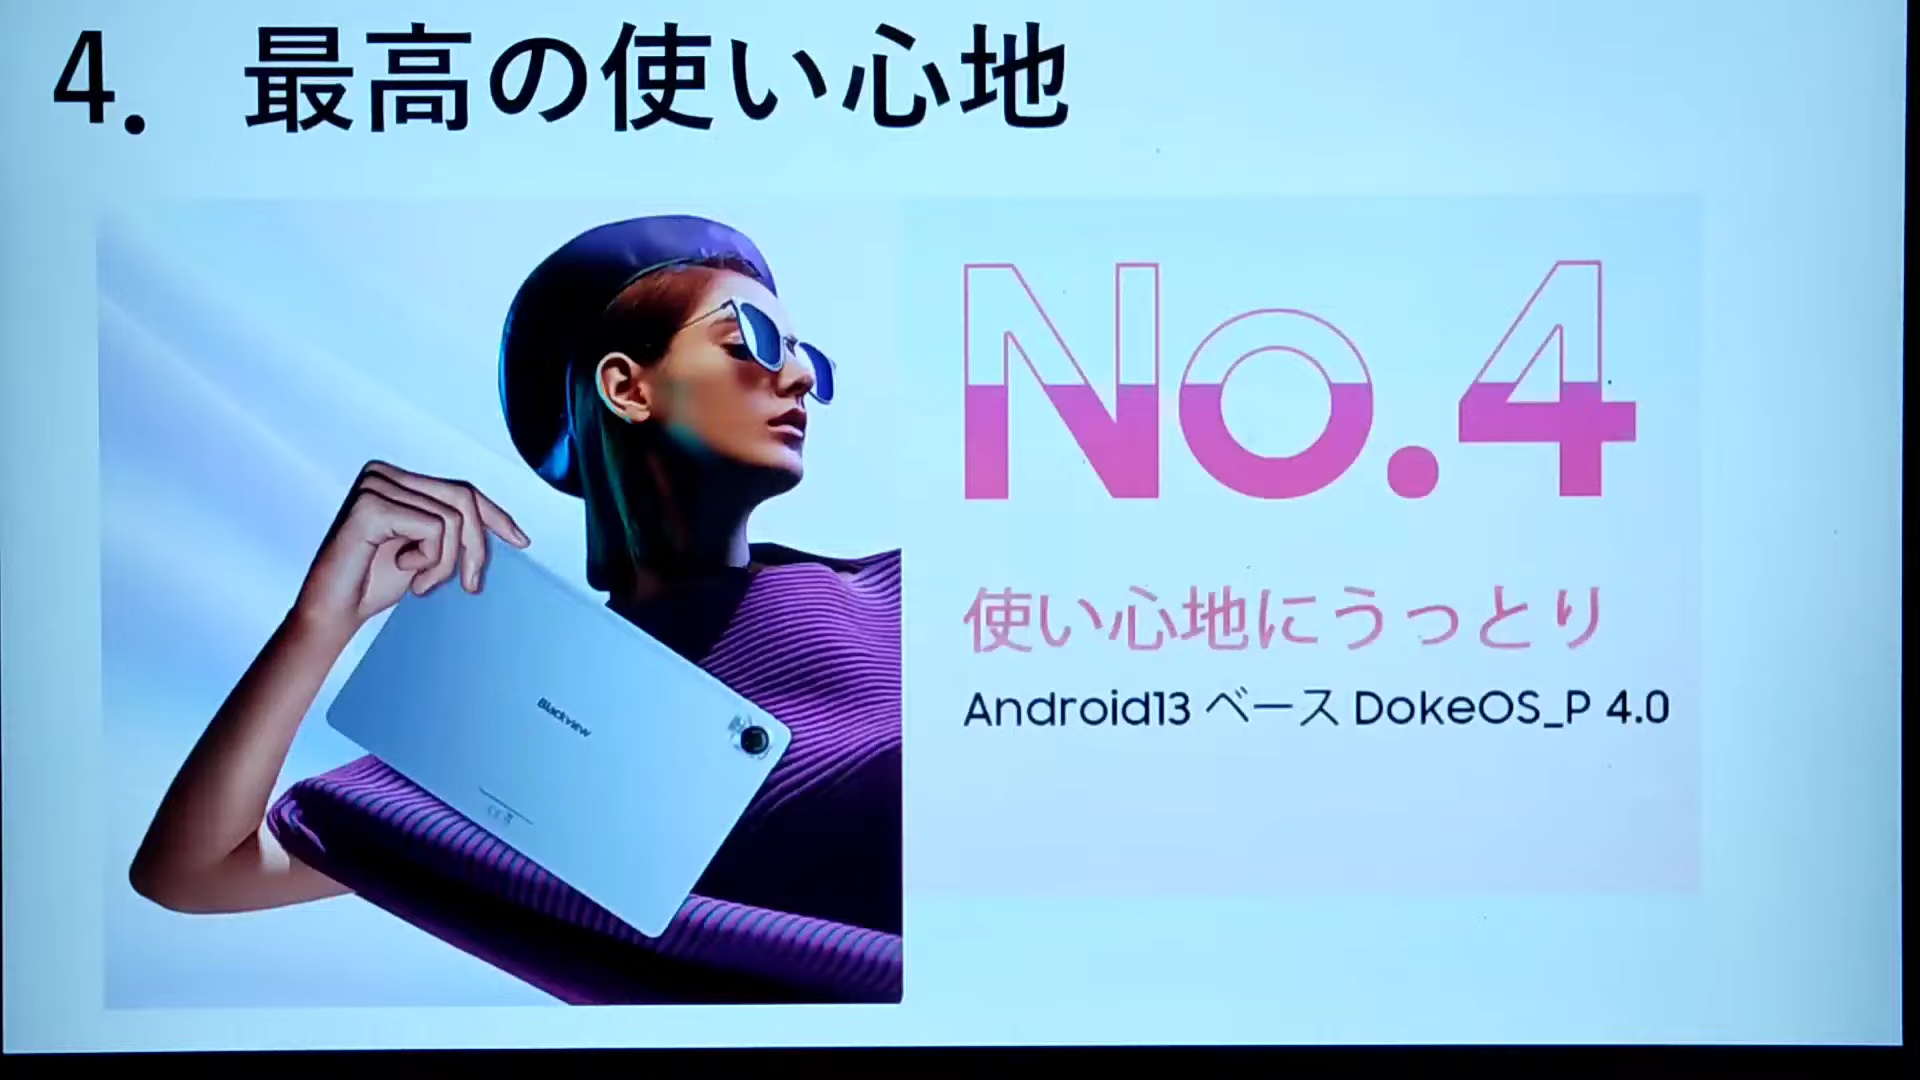 4. 最高の使い心地
No.4
使い心地にうっとり
Android13 ベース DokeOS_P 4.0
Blackview